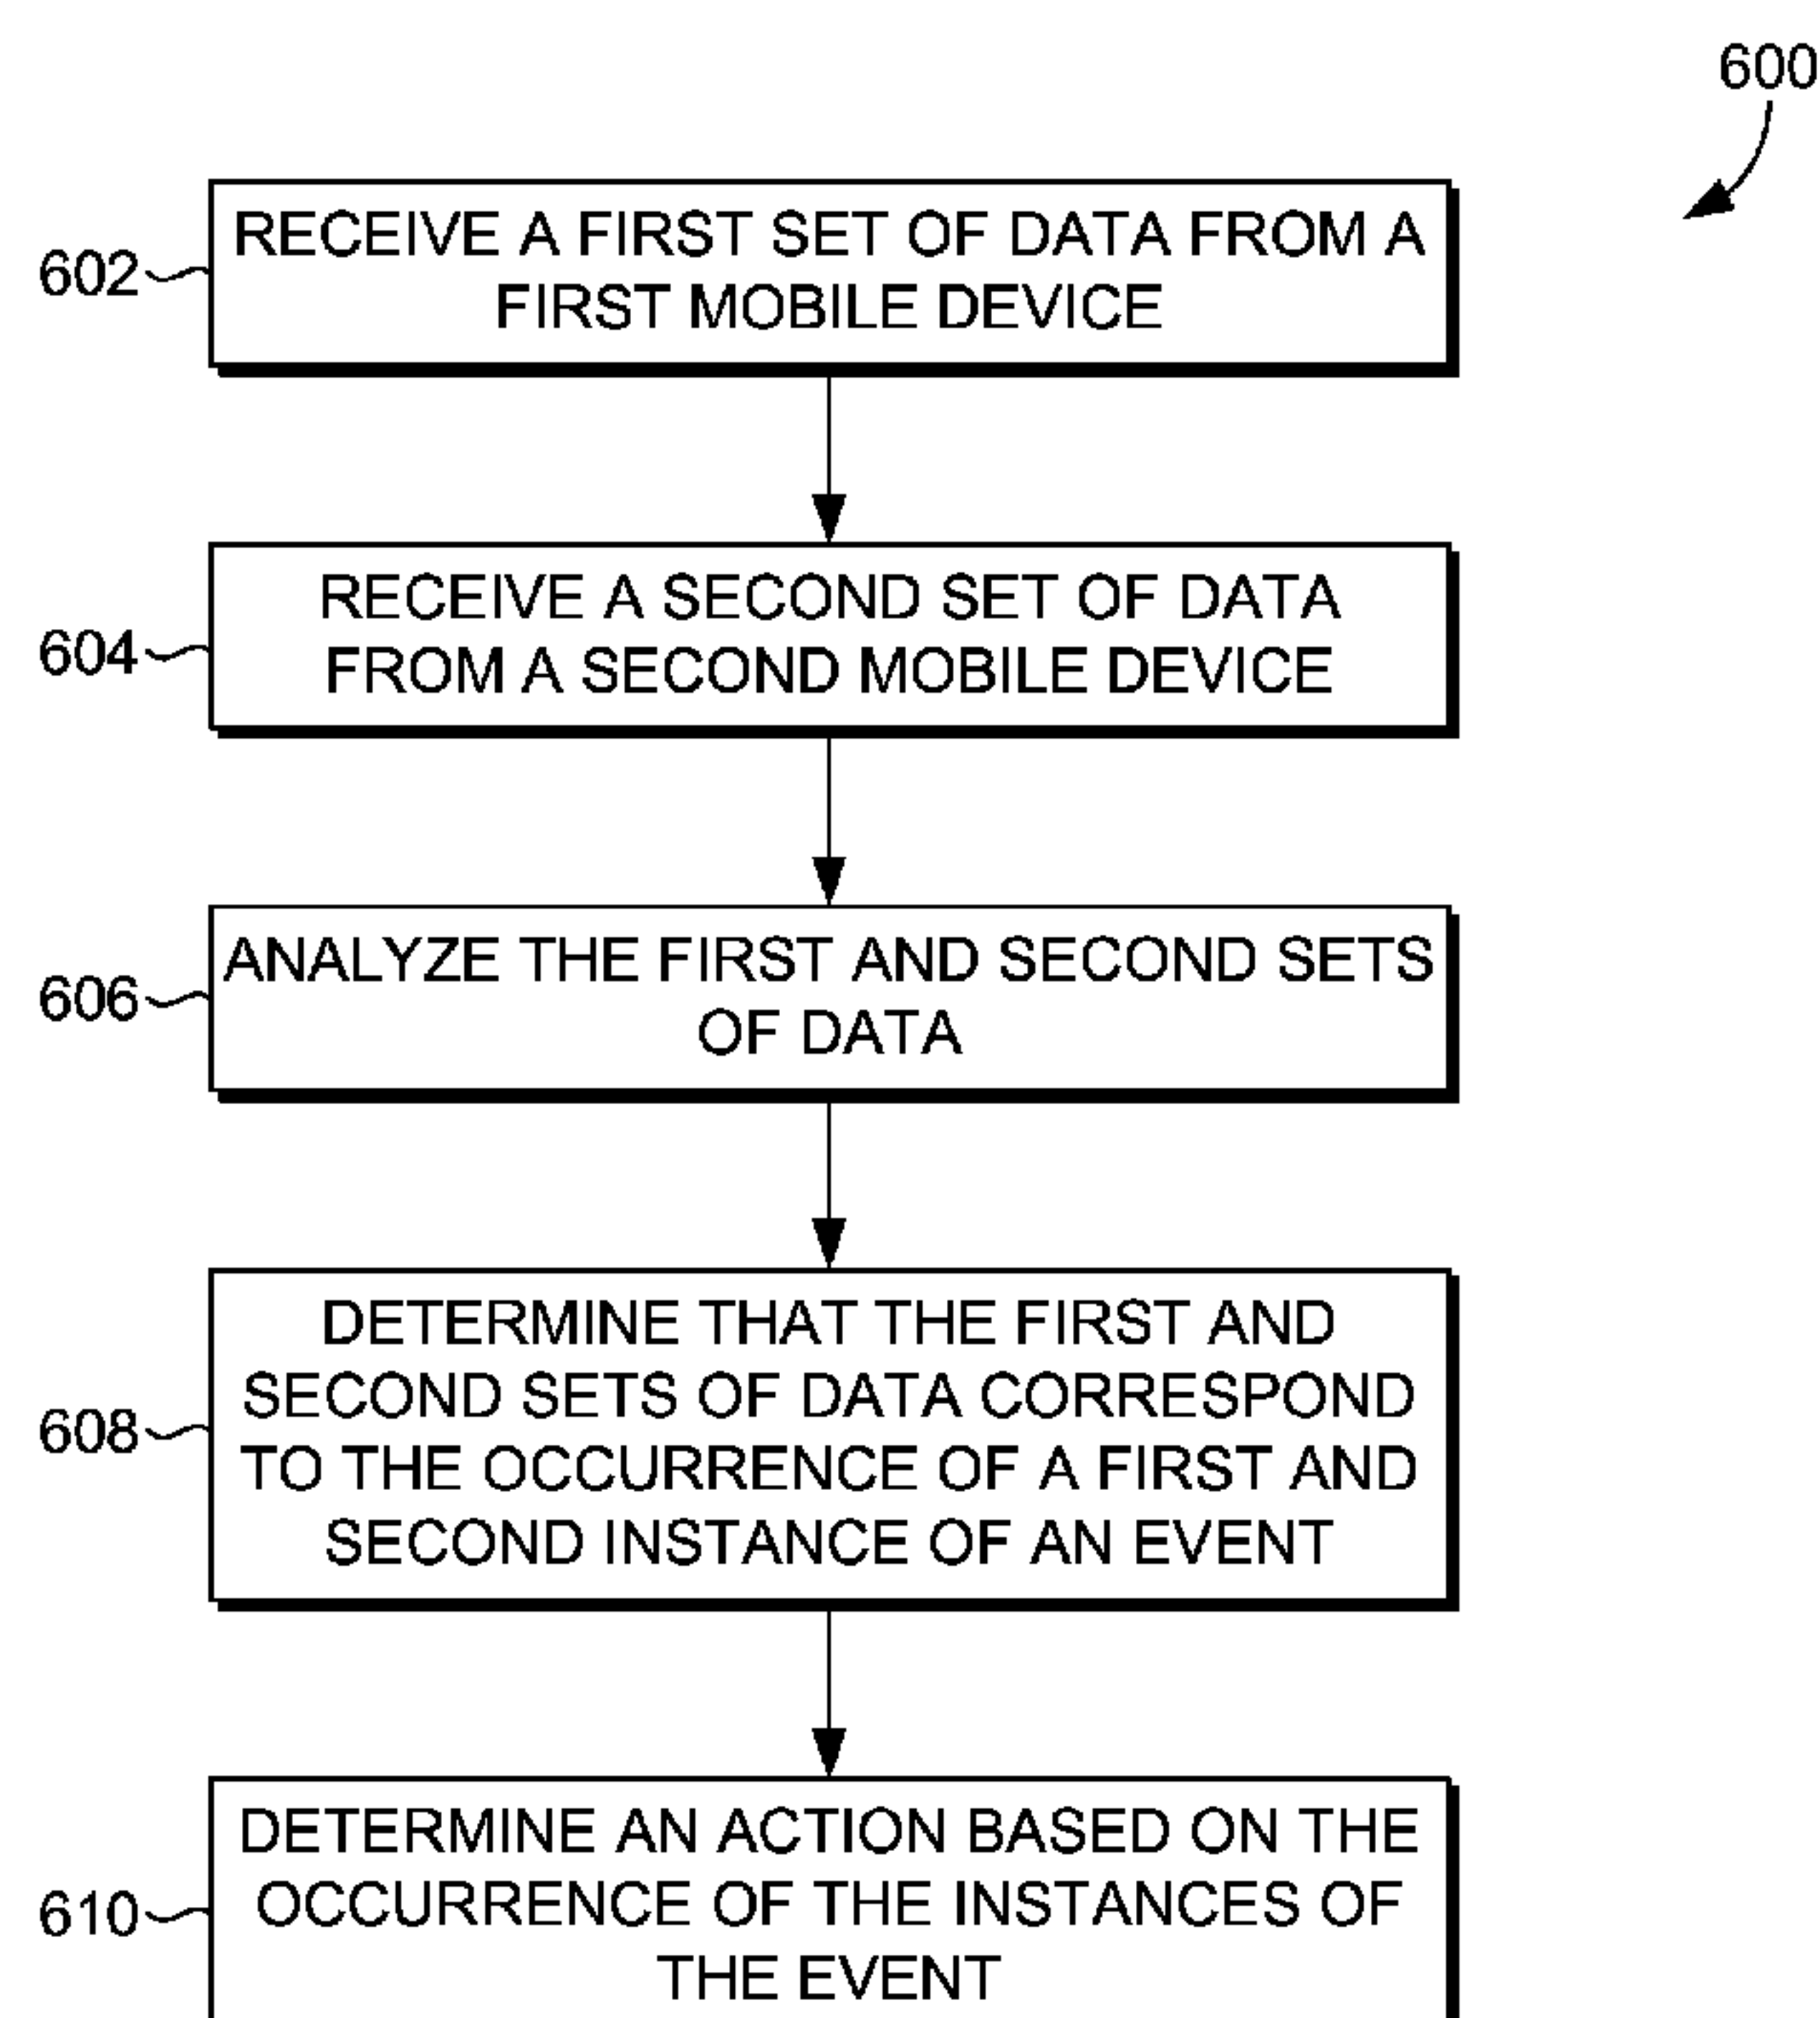 600
602
RECEIVE A FIRST SET OF DATA FROM A
FIRST MOBILE DEVICE
604
RECEIVE A SECOND SET OF DATA
FROM A SECOND MOBILE DEVICE
606
ANALYZE THE FIRST AND SECOND SETS
OF DATA
608
DETERMINE THAT THE FIRST AND
SECOND SETS OF DATA CORRESPOND
TO THE OCCURRENCE OF A FIRST AND
SECOND INSTANCE OF AN EVENT
610
DETERMINE AN ACTION BASED ON THE
OCCURRENCE OF THE INSTANCES OF
THE EVENT